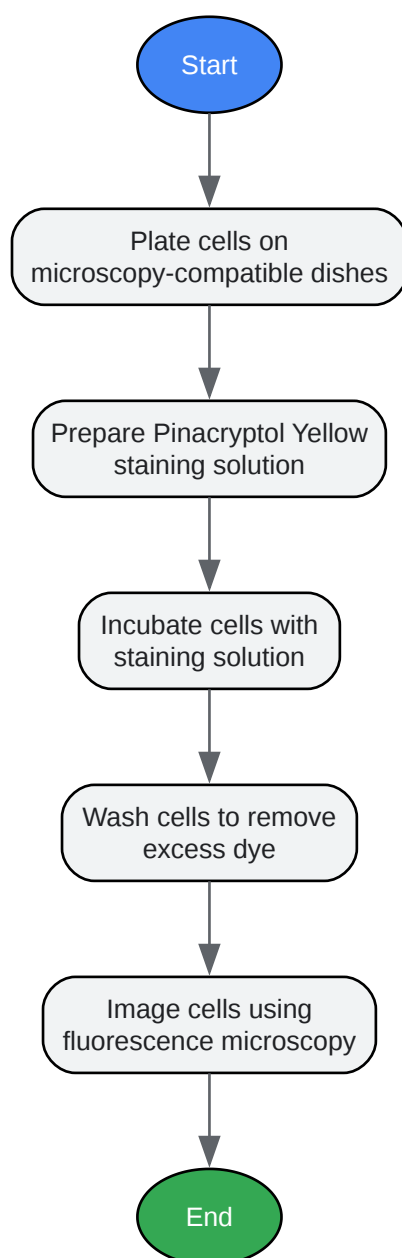 Start
Plate cells on
microscopy-compatible dishes
Prepare Pinacryptol Yellow
staining solution
Incubate cells with
staining solution
Wash cells to remove
excess dye
Image cells using
fluorescence microscopy
End